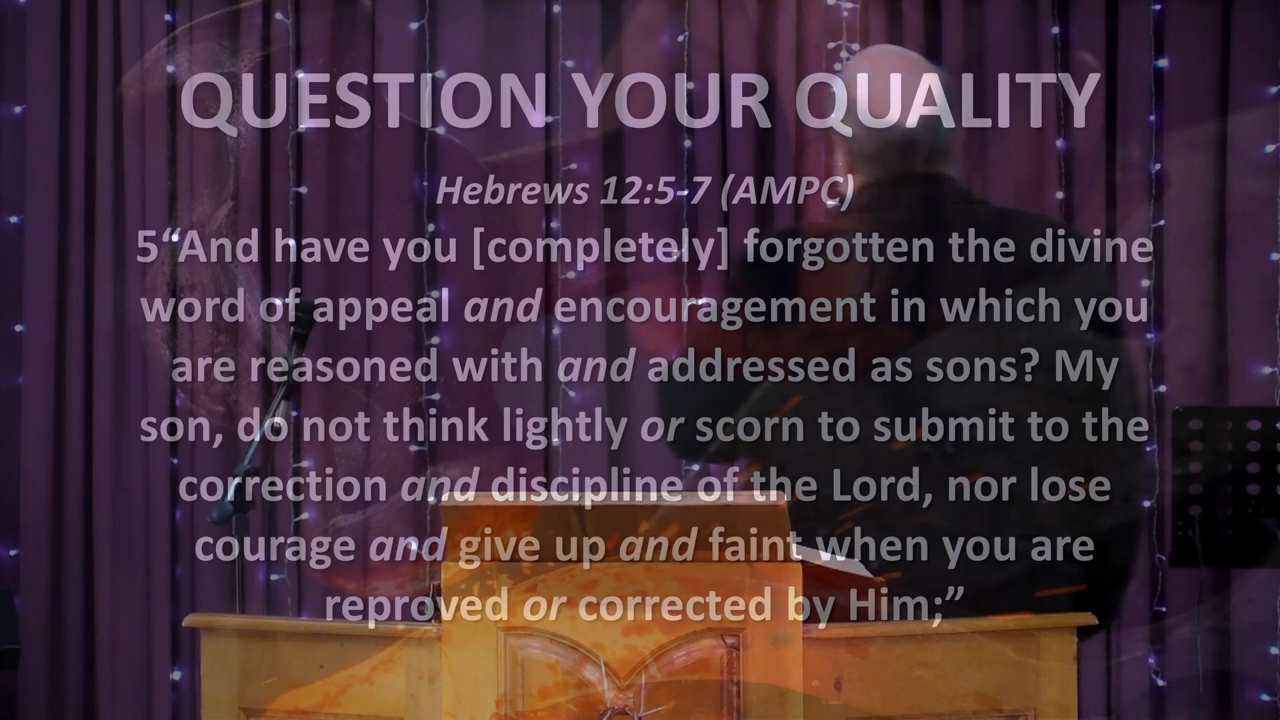 QUESTION YOUR QUALITY
Hebrews 12:5-7 (AMPC)
5“And have you [completely] forgotten the divine
word of appeal and encouragement in which you
are reasoned with and addressed as sons? My
son, do not think lightly or scorn to submit to the
correction and discipline of the Lord, nor lose
courage and give up and faint when you are
reproved or corrected by Him;”